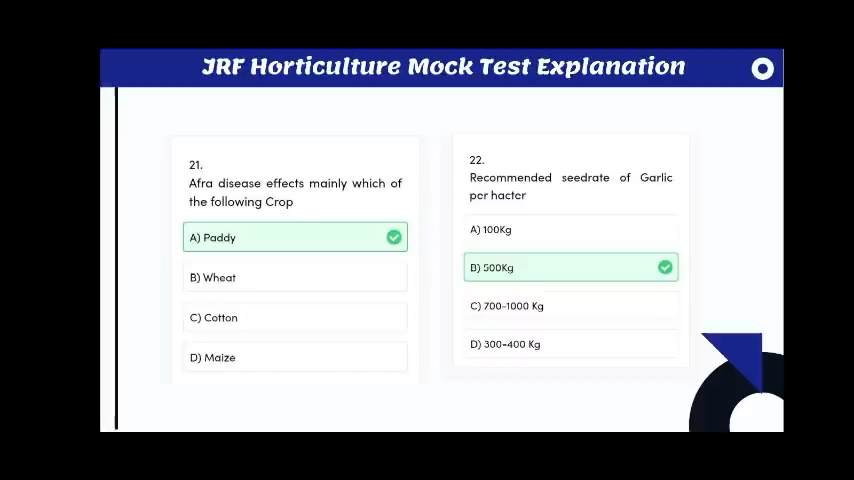 JRF Horticulture Mock Test Explanation
21.
Afra disease effects mainly which of
the following Crop
A) Paddy
B) Wheat
C) Cotton
D) Maize
22.
Recommended seedrate of Garlic
per hacter
A) 100Kg
B) 500Kg
C) 700-1000 Kg
D) 300-400 Kg